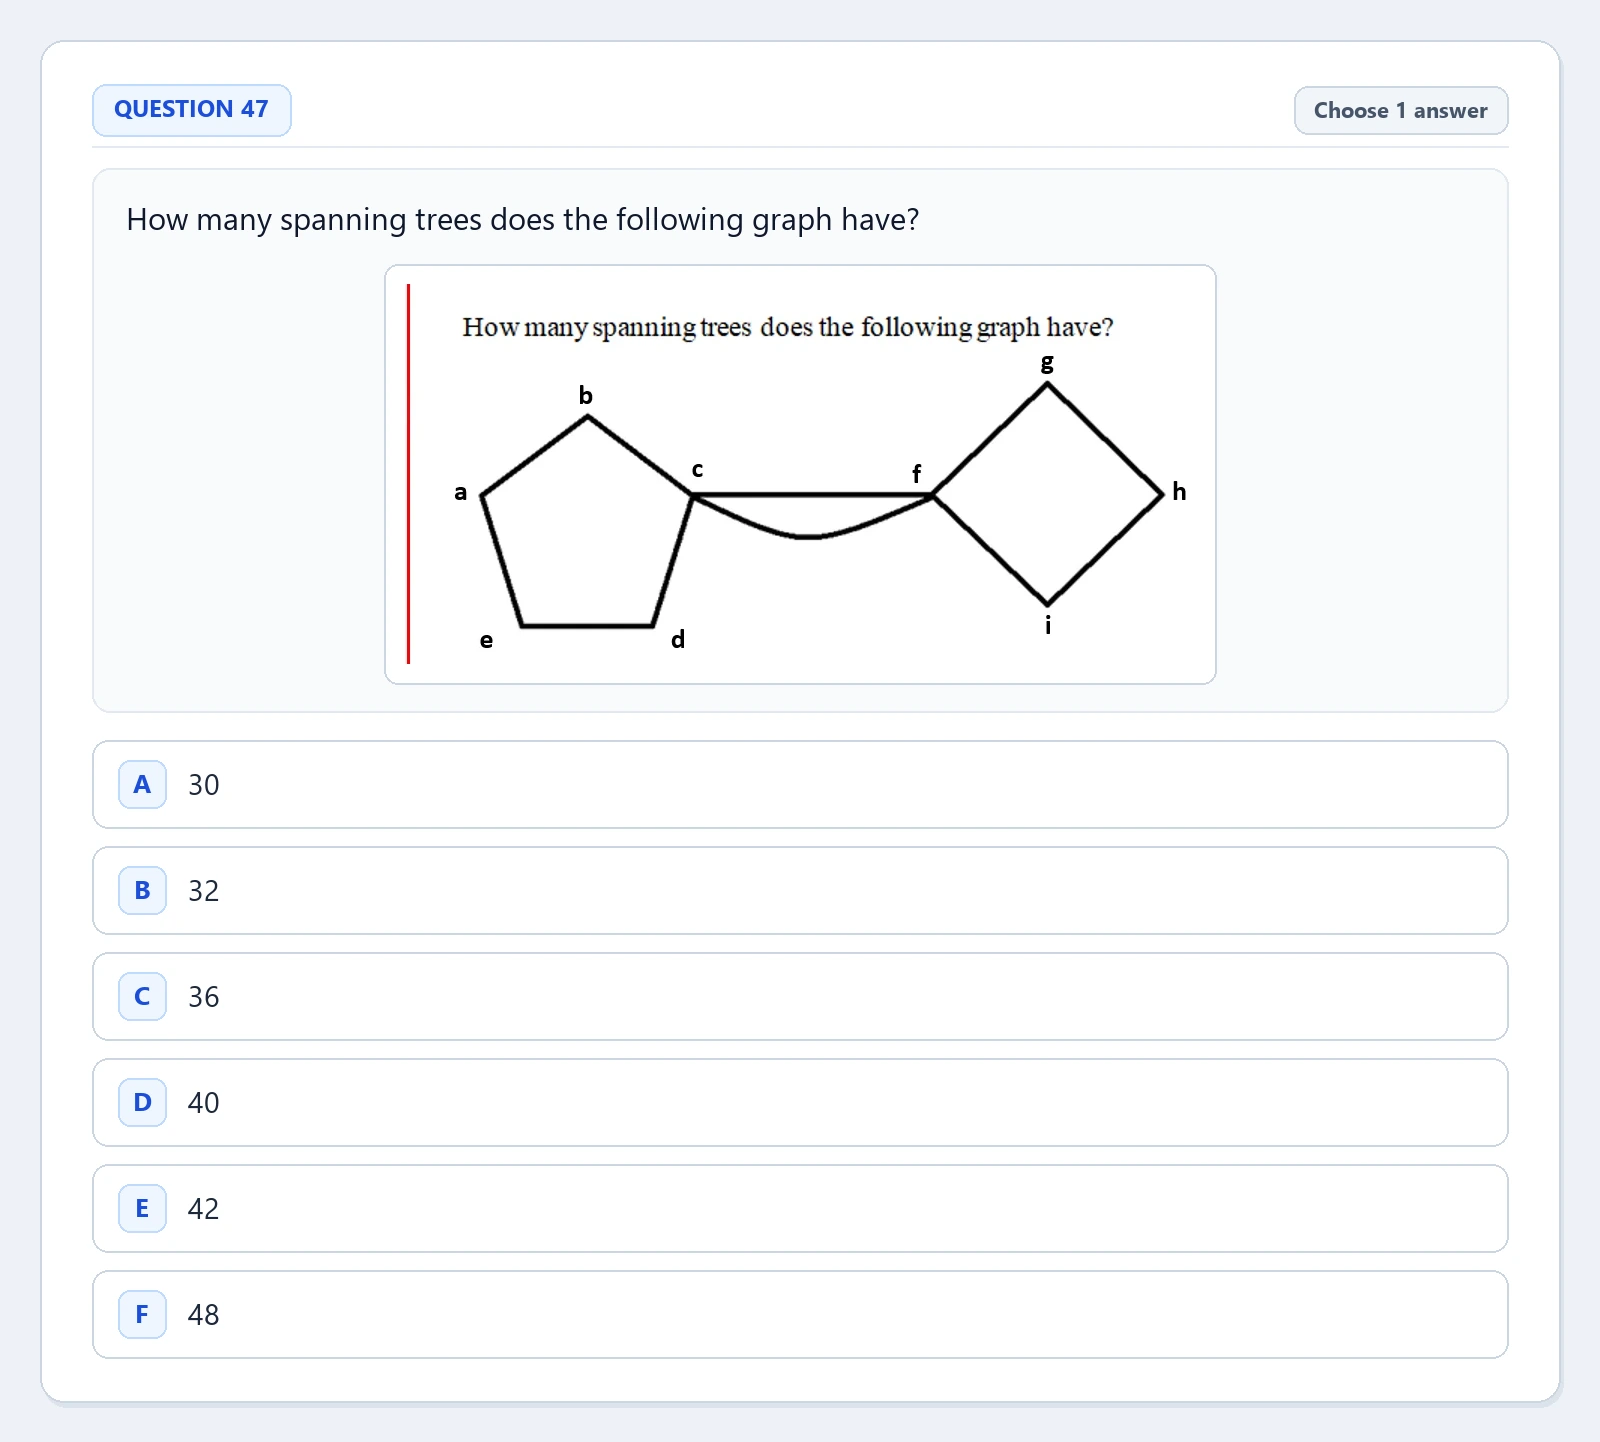 QUESTION 47
Choose 1 answer
How many spanning trees does the following graph have?
How many spanning trees does the following graph have?
g
b
c
f
a
h
e
d
i
A 30
B 32
C 36
D 40
E 42
F 48